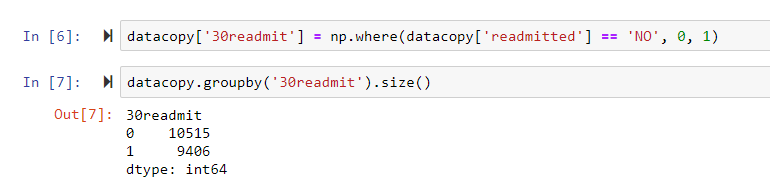 In [6]: datacopy['30readmit'] = np.where(datacopy['readmitted'] == 'NO', 0, 1)
In [7]: datacopy.groupby('30readmit').size()
Out[7]: 30readmit
0    10515
1     9406
dtype: int64